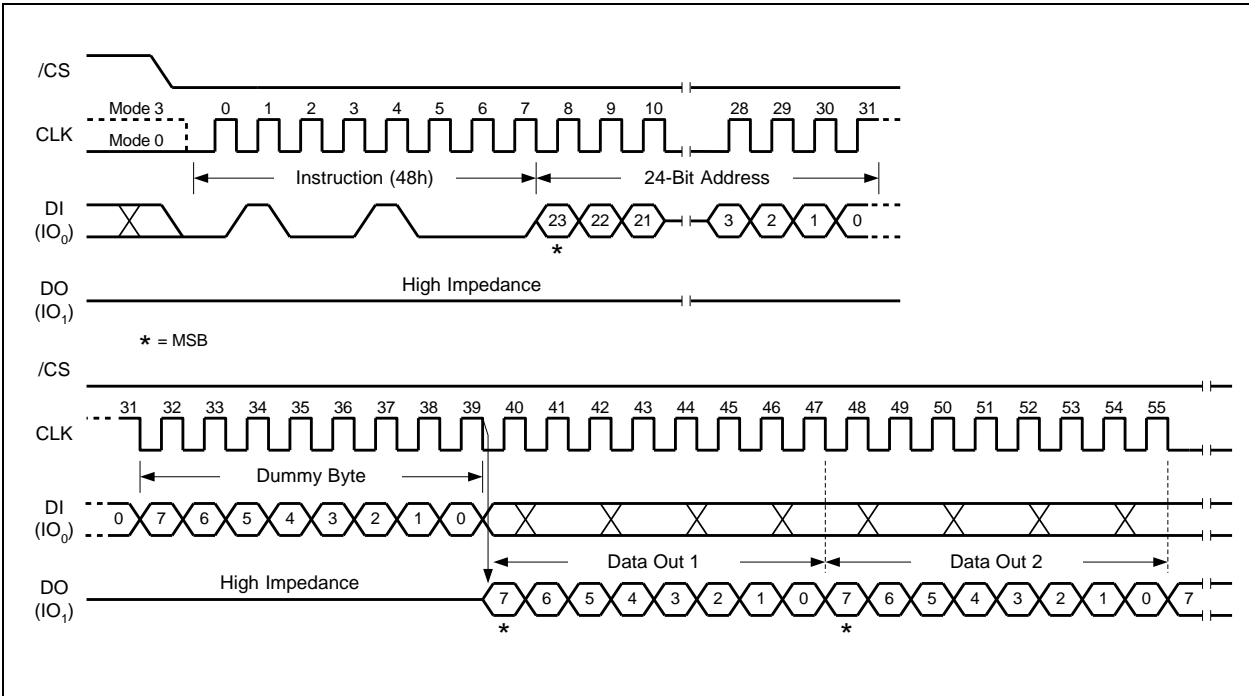 /CS
Mode 3 0 1 2 3 4 5 6 7 8 9 10 28 29 30 31
CLK
Mode 0
Instruction (48h) 24-Bit Address
DI
(IO0) 23 22 21 3 2 1 0
*
DO High Impedance
(IO1)
* = MSB
/CS
31 32 33 34 35 36 37 38 39 40 41 42 43 44 45 46 47 48 49 50 51 52 53 54 55
CLK
Dummy Byte
DI
(IO0) 0 7 6 5 4 3 2 1 0
Data Out 1 Data Out 2
DO High Impedance
(IO1) 7 6 5 4 3 2 1 0 7 6 5 4 3 2 1 0 7
* *